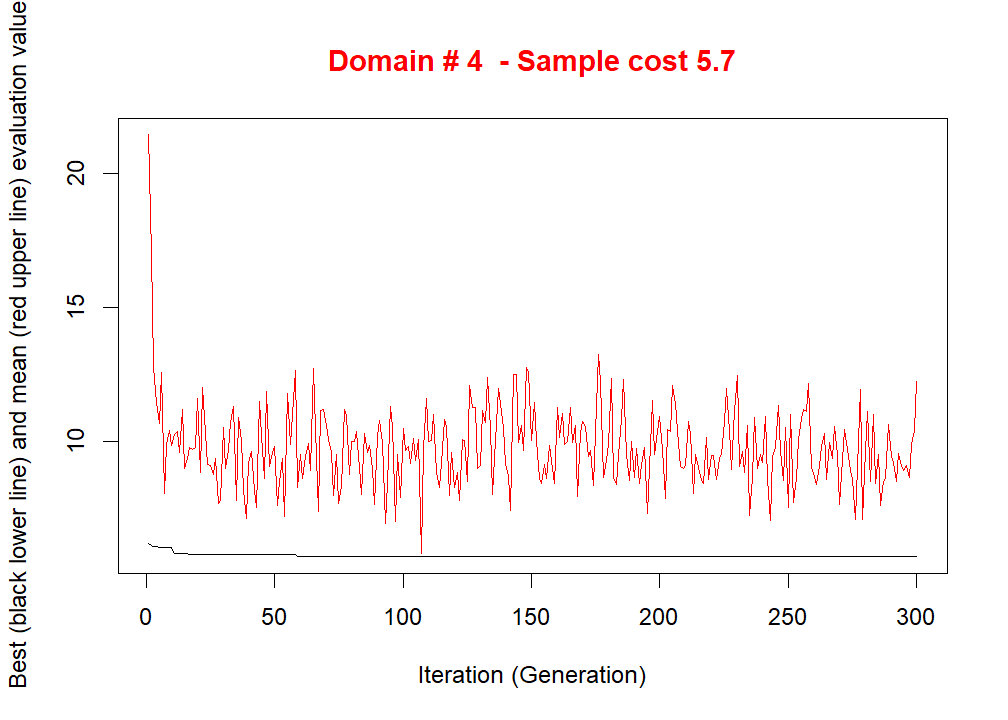 Domain # 4  - Sample cost 5.7
Best (black lower line) and mean (red upper line) evaluation value
20
15
10
0 50 100 150 200 250 300
Iteration (Generation)